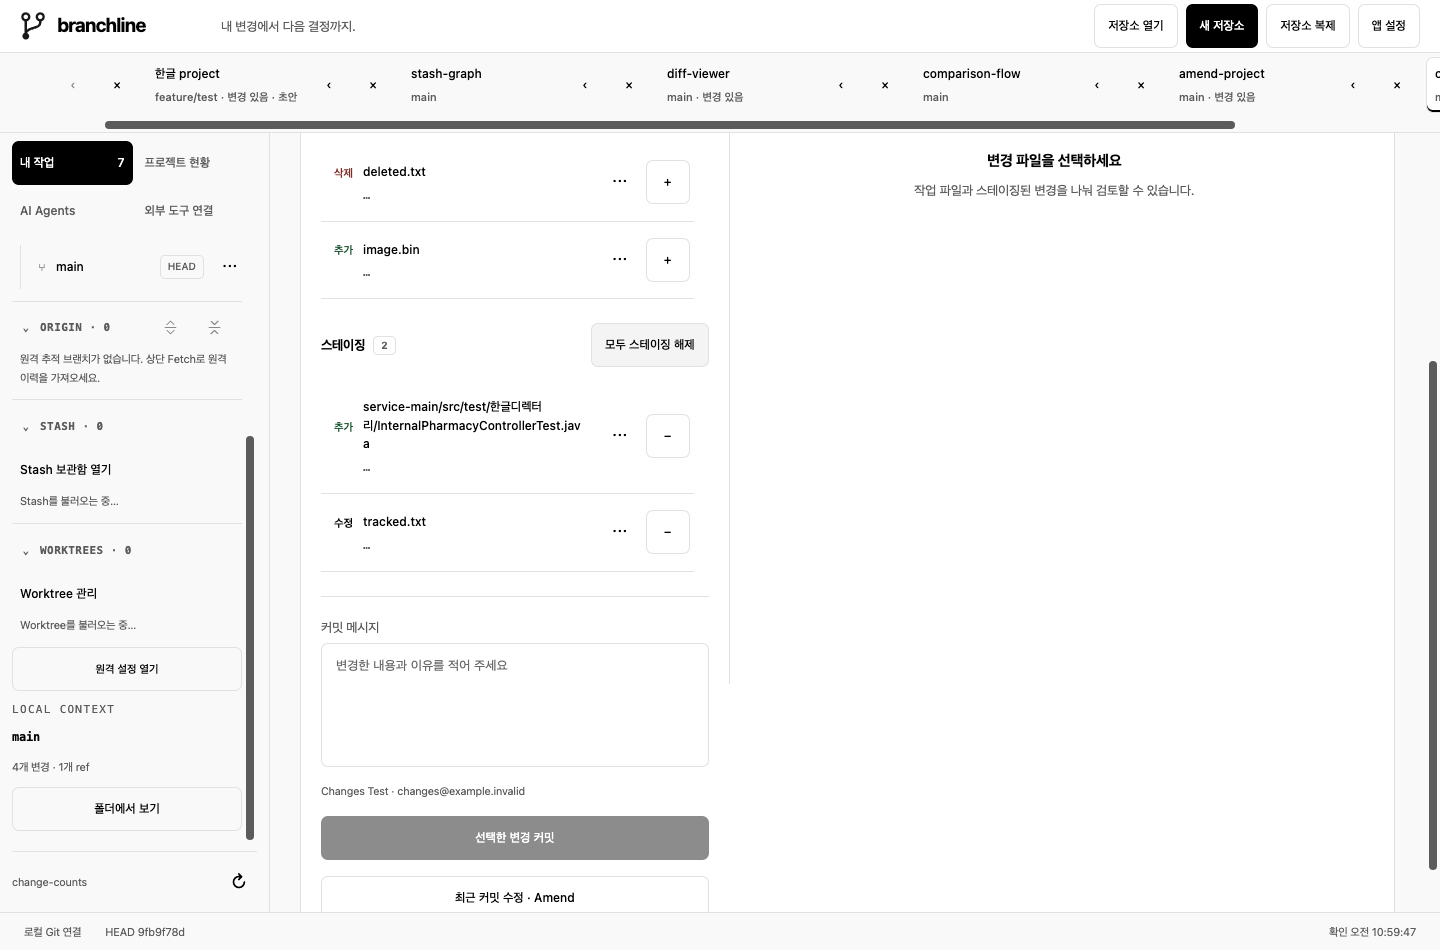 branchline
내 변경에서 다음 결정까지.
저장소 열기
새 저장소
저장소 복제
앱 설정
‹
×
한글 project
feature/test · 변경 있음 · 초안
‹
×
stash-graph
main
‹
×
diff-viewer
main · 변경 있음
‹
×
comparison-flow
main
‹
×
amend-project
main · 변경 있음
‹
×
내 작업 7
프로젝트 현황
AI Agents
외부 도구 연결
main HEAD ···
ORIGIN · 0
원격 추적 브랜치가 없습니다. 상단 Fetch로 원격
이력을 가져오세요.
STASH · 0
Stash 보관함 열기
Stash를 불러오는 중...
WORKTREES · 0
Worktree 관리
Worktree를 불러오는 중...
원격 설정 열기
LOCAL CONTEXT
main
4개 변경 · 1개 ref
폴더에서 보기
change-counts
삭제 deleted.txt ··· +
…
추가 image.bin ··· +
…
스테이징 2 모두 스테이징 해제
추가 service-main/src/test/한글디렉터
리/InternalPharmacyControllerTest.jav
a
… ··· −
수정 tracked.txt ··· −
…
커밋 메시지
변경한 내용과 이유를 적어 주세요
Changes Test · changes@example.invalid
선택한 변경 커밋
최근 커밋 수정 · Amend
변경 파일을 선택하세요
작업 파일과 스테이징된 변경을 나눠 검토할 수 있습니다.
로컬 Git 연결
HEAD 9fb9f78d
확인 오전 10:59:47